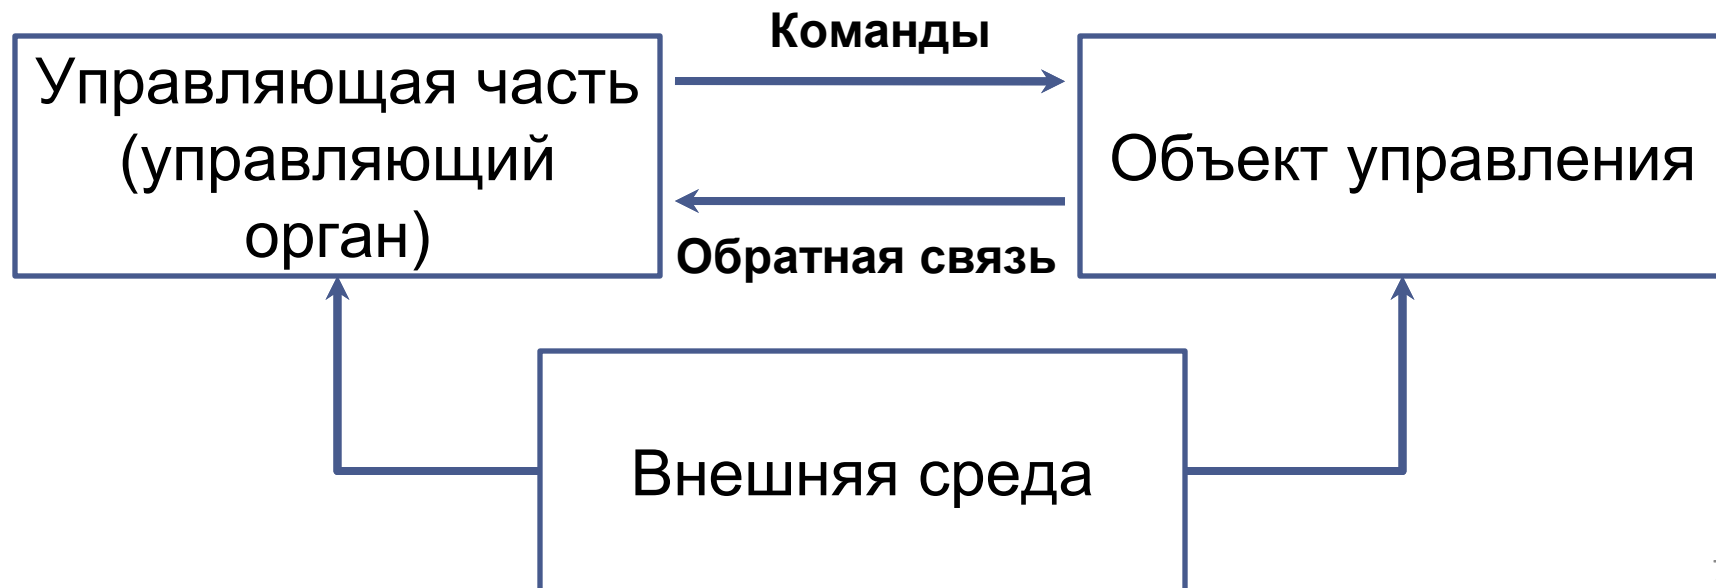 Команды
Управляющая часть
(управляющий
орган)
Объект управления
Обратная связь
Внешняя среда